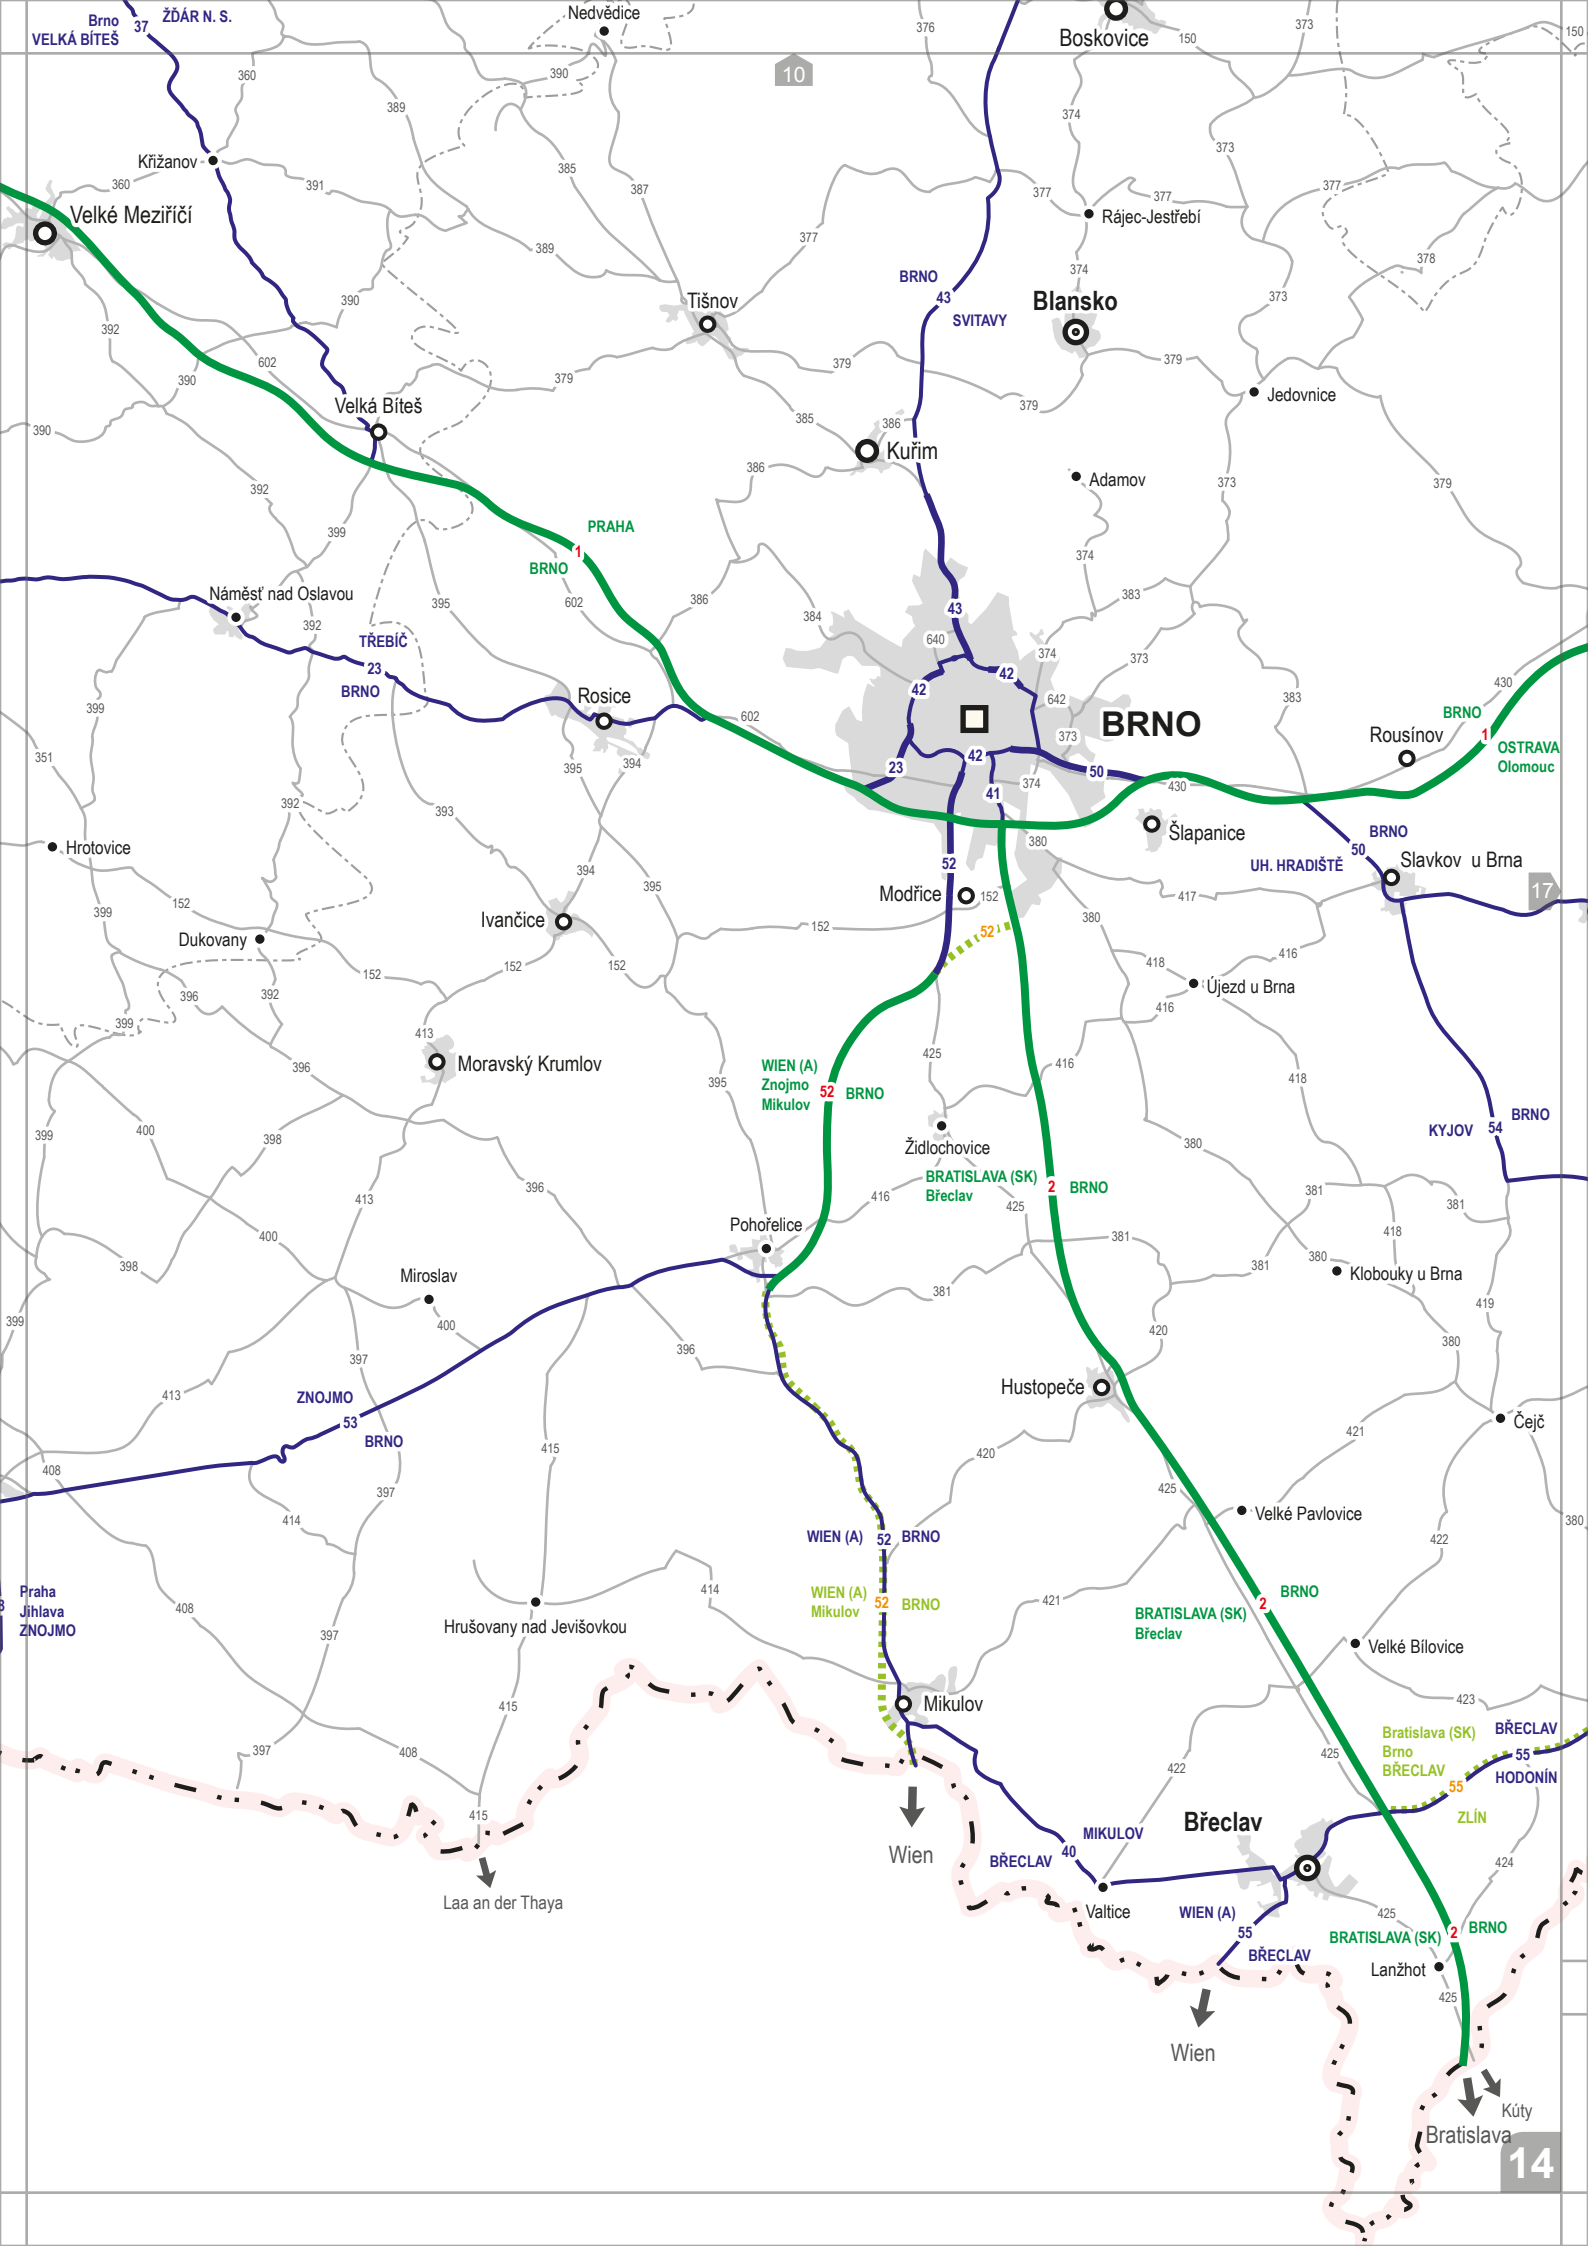 Brno
VELKÁ BÍTEŠ
37
ŽĎÁR N. S.
Nedvědice
376
Boskovice
150
373
150
360
390
10
389
374
373
Křižanov
360
391
385
387
377
377
377
Velké Meziříčí
Rájec-Jestřebí
377
389
378
374
BRNO
43
SVITAVY
373
Blansko
390
392
Tišnov
602
390
379
379
379
379
Jedovnice
Velká Bíteš
385
386
390
Kuřim
386
Adamov
373
379
392
399
PRAHA
1
BRNO
374
Náměsť nad Oslavou
395
602
386
384
43
383
392
TŘEBÍČ
23
BRNO
640
374
373
42
42
Rosice
642
383
430
399
602
BRNO
373
BRNO
1
OSTRAVA
Olomouc
Rousínov
351
395
394
23
42
50
41
374
430
392
393
Šlapanice
380
BRNO
50
UH. HRADIŠTĚ
Hrotovice
52
Slavkov u Brna
394
395
Modřice
152
417
17
152
399
Ivančice
152
380
Dukovany
52
152
152
152
418
416
Újezd u Brna
396
392
416
399
413
425
Moravský Krumlov
396
395
416
418
WIEN (A)
Znojmo
Mikulov
52
BRNO
BRNO
54
KYJOV
399
400
398
Židlochovice
380
BRATISLAVA (SK)
Břeclav
2
BRNO
396
413
416
425
381
381
418
Pohořelice
400
398
381
380
381
Klobouky u Brna
Miroslav
381
419
399
400
420
380
397
396
413
Hustopeče
ZNOJMO
53
BRNO
Čejč
421
415
420
408
397
425
414
Velké Pavlovice
380
WIEN (A)
52
BRNO
422
Praha
Jihlava
ZNOJMO
WIEN (A)
Mikulov
52
BRNO
414
421
2
BRNO
BRATISLAVA (SK)
Břeclav
408
Hrušovany nad Jevišovkou
397
Velké Bílovice
415
Mikulov
423
Bratislava (SK)
Brno
BŘECLAV
BŘECLAV
55
HODONÍN
397
408
425
422
55
ZLÍN
415
Břeclav
MIKULOV
40
BŘECLAV
Wien
424
Laa an der Thaya
Valtice
WIEN (A)
55
BŘECLAV
425
BRATISLAVA (SK)
2
BRNO
Lanžhot
425
Wien
Kúty
Bratislava
14